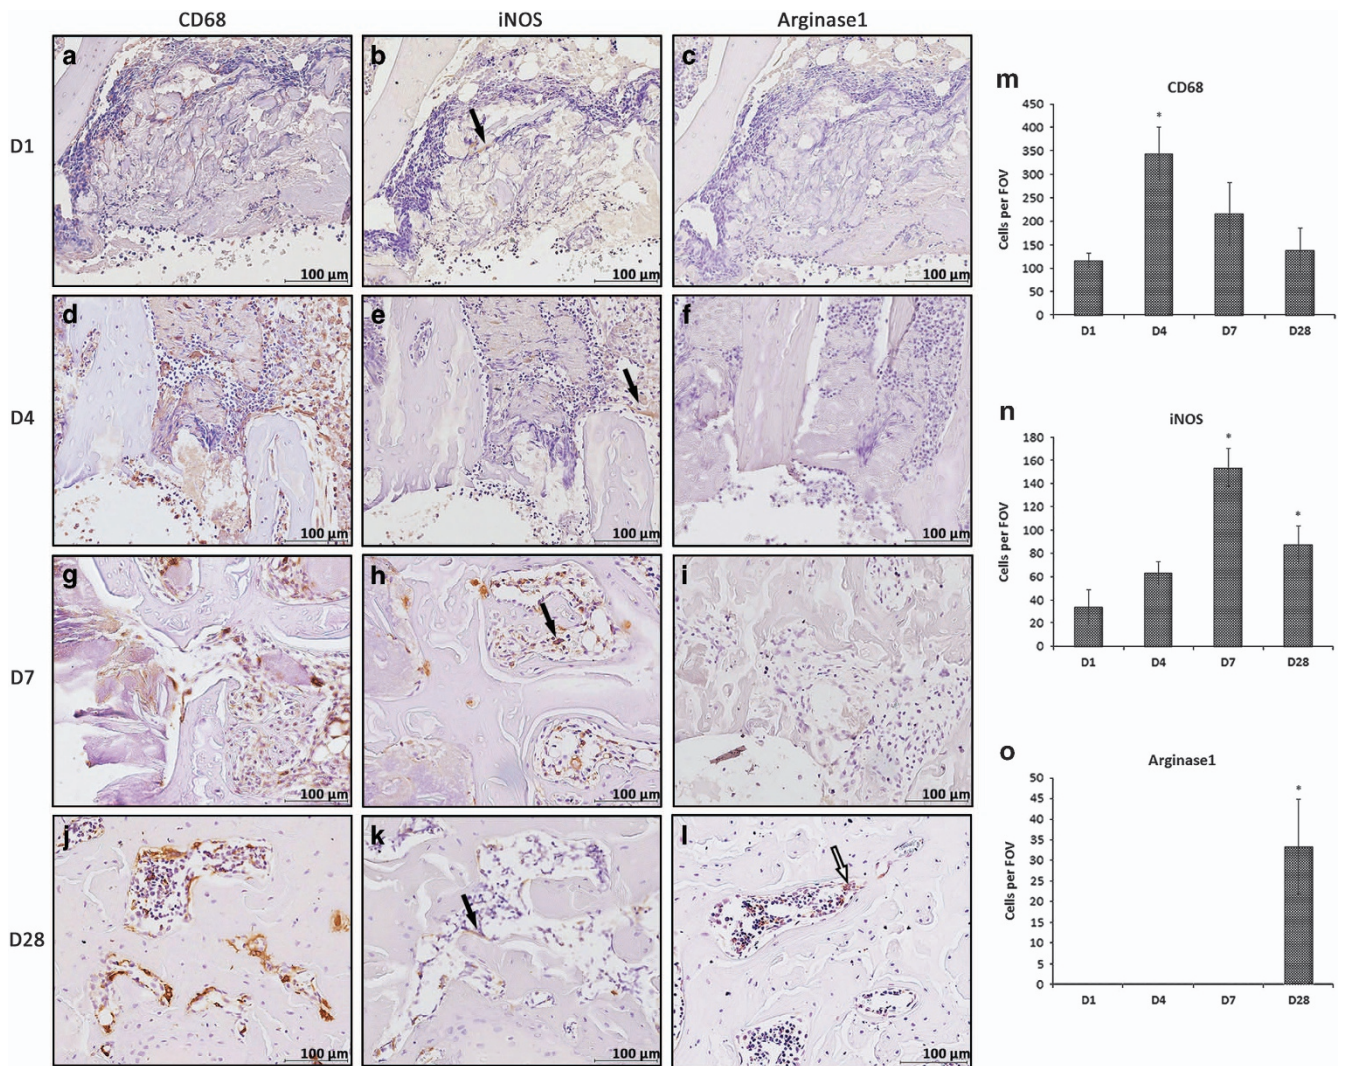 CD68 iNOS Arginase1
D1
a b c
100 µm 100 µm 100 µm
D4
d e f
100 µm 100 µm 100 µm
D7
g h i
100 µm 100 µm 100 µm
D28
j k l
100 µm 100 µm 100 µm
m
CD68
Cells per FOV
450
400
350
300
250
200
150
100
50
0
*
D1 D4 D7 D28
n
iNOS
Cells per FOV
180
160
140
120
100
80
60
40
20
0
* *
D1 D4 D7 D28
o
Arginase1
Cells per FOV
50
45
40
35
30
25
20
15
10
5
0
*
D1 D4 D7 D28